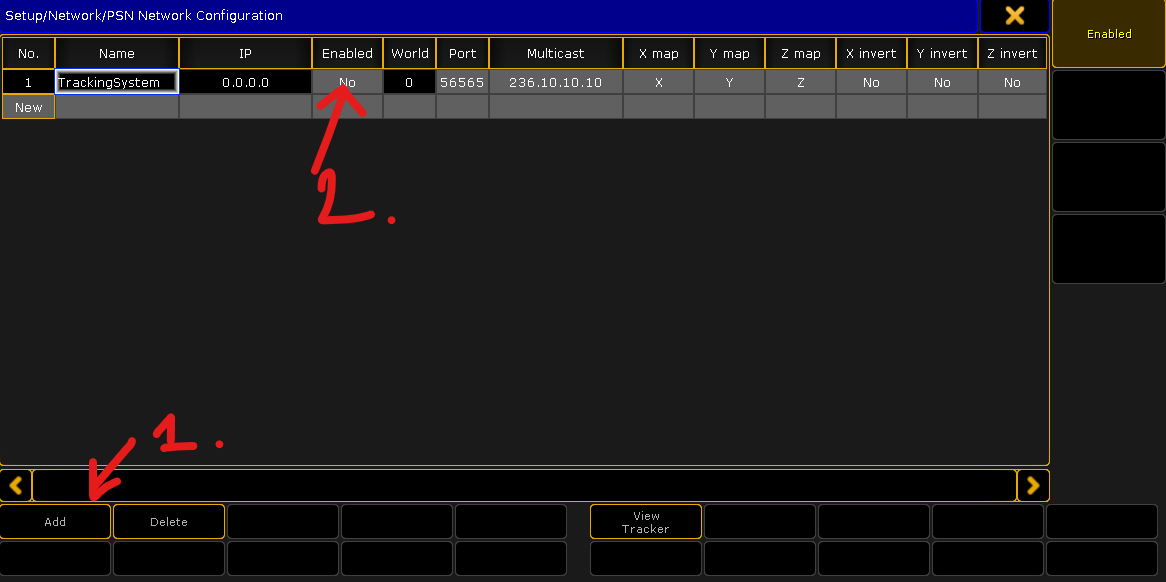 Setup/Network/PSN Network Configuration
Enabled
No. Name IP Enabled World Port Multicast X map Y map Z map X invert Y invert Z invert
1 TrackingSystem 0.0.0.0 No 0 56565 236.10.10.10 X Y Z No No No
New
2.
1.
Add Delete View
Tracker